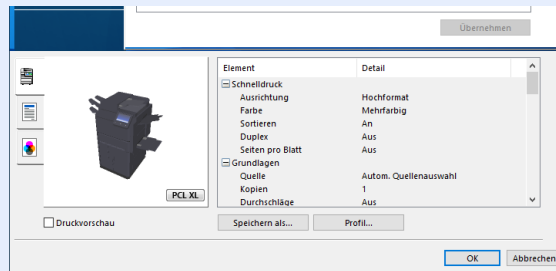 Übernehmen
Element Detail
Schnelldruck
Ausrichtung Hochformat
Farbe Mehrfarbig
Sortieren An
Duplex Aus
Seiten pro Blatt Aus
Grundlagen
Quelle Autom. Quellenauswahl
Kopien 1
Durchschläge Aus
PCL XL
Druckvorschau Speichern als... Profil...
OK Abbrechen